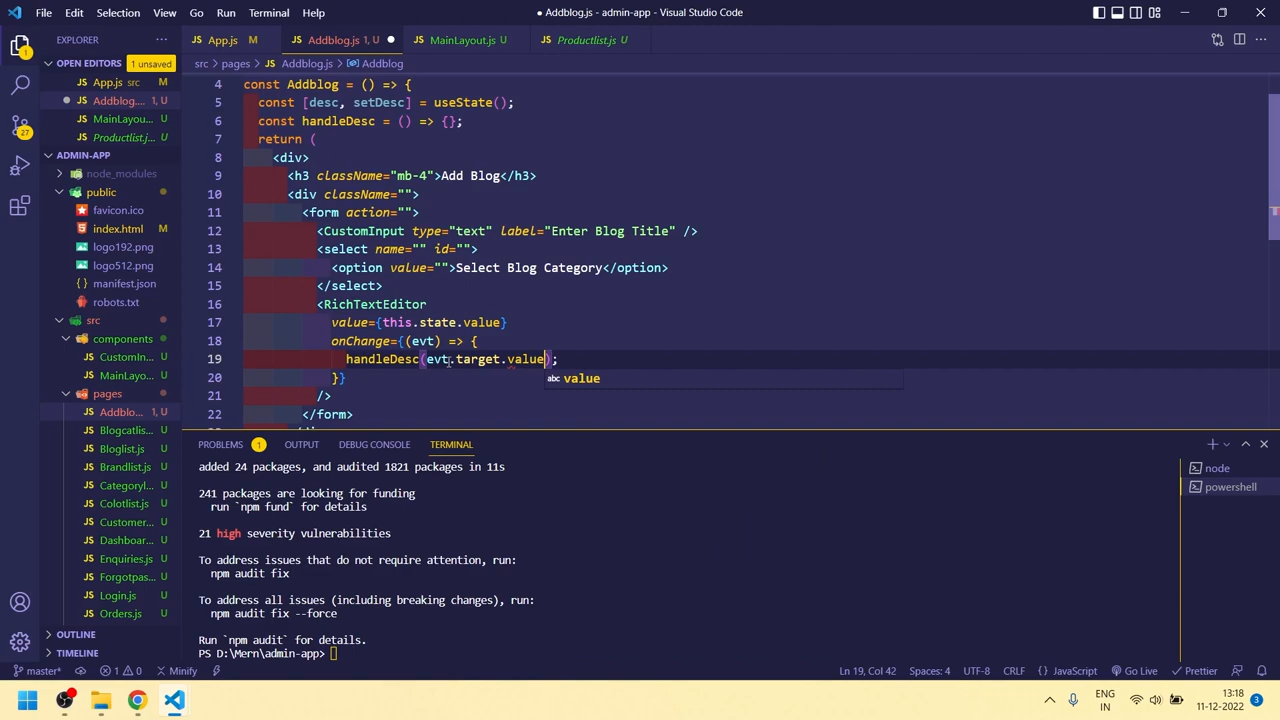 File Edit Selection View Go Run Terminal Help
● Addblog.js - admin-app - Visual Studio Code
EXPLORER
App.js M
Addblog.js 1, U
MainLayout.js U
Productlist.js U
OPEN EDITORS 1 unsaved
App.js src M
Addblog.... 1, U
MainLayou... U
Productlist.j... U
ADMIN-APP
node_modules
public
favicon.ico
index.html M
logo192.png
logo512.png
manifest.json
robots.txt
src
components
CustomIn... U
MainLayo... U
pages
Addblo... 1, U
Blogcatlis... U
Bloglist.js U
Brandlist.js U
CategoryI... U
Colotlist.js U
Customer... U
Dashboar... U
Enquiries.js U
Forgotpas... U
Login.js U
Orders.js U
OUTLINE
TIMELINE
src > pages > JS Addblog.js > Addblog
4 const Addblog = () => {
5 const [desc, setDesc] = useState();
6 const handleDesc = () => {};
7 return (
8 <div>
9 <h3 className="mb-4">Add Blog</h3>
10 <div className="">
11 <form action="">
12 <CustomInput type="text" label="Enter Blog Title" />
13 <select name="" id="">
14 <option value="">Select Blog Category</option>
15 </select>
16 <RichTextEditor
17 value={this.state.value}
18 onChange={(evt) => {
19 handleDesc(evt.target.value);
20 }}
21 />
22 </form>
abc value
PROBLEMS 1 OUTPUT DEBUG CONSOLE TERMINAL
added 24 packages, and audited 1821 packages in 11s
241 packages are looking for funding
run `npm fund` for details
21 high severity vulnerabilities
To address issues that do not require attention, run:
npm audit fix
To address all issues (including breaking changes), run:
npm audit fix --force
Run `npm audit` for details.
PS D:\Mern\admin-app>
node
powershell
27
1
master* 1 0 Minify
Ln 19, Col 42 Spaces: 4 UTF-8 CRLF { } JavaScript Go Live Prettier
ENG
IN
13:18
11-12-2022
3